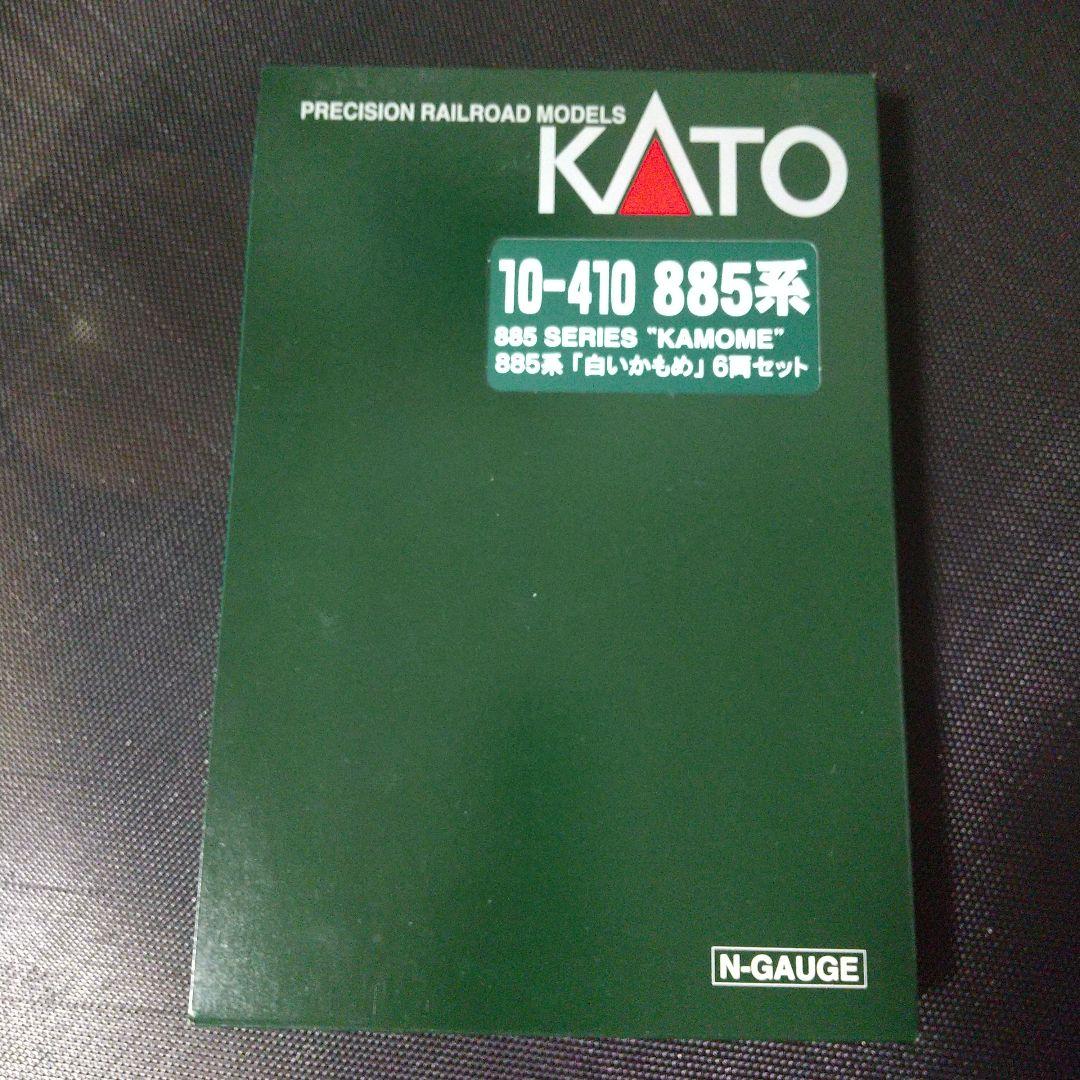 PRECISION RAILROAD MODELS
KATO
10-410 885系
885 SERIES "KAMOME"
885系「白いかもめ」6両セット
N-GAUGE